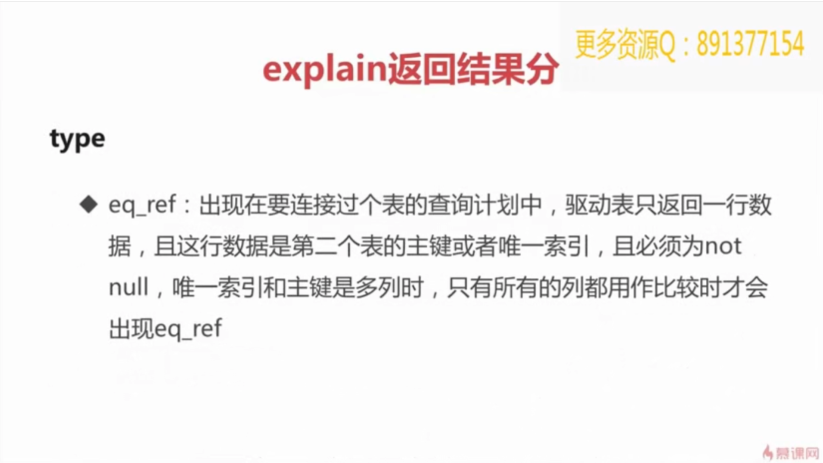 更多资源Q：891377154
explain返回结果分
type
◆ eq_ref：出现在要连接过个表的查询计划中，驱动表只返回一行数
据，且这行数据是第二个表的主键或者唯一索引，且必须为not
null，唯一索引和主键是多列时，只有所有的列都用作比较时才会
出现eq_ref
慕课网